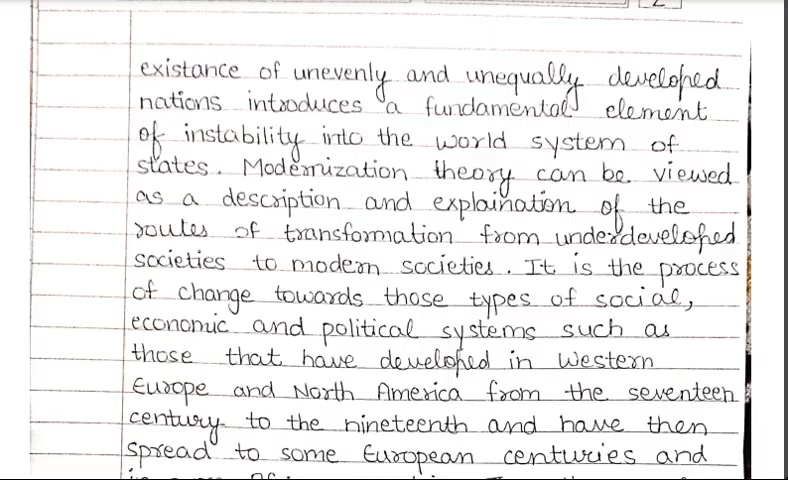 existance of unevenly and unequally developed
nations introduces a fundamental element
of instability into the world system of
states. Modernization theory can be viewed
as a description and explaination of the
routes of transformation from underdeveloped
societies to modern societies. It is the process
of change towards those types of social,
economic and political systems such as
those that have developed in Western
Europe and North America from the seventeen
century to the nineteenth and have then
spread to some European centuries and